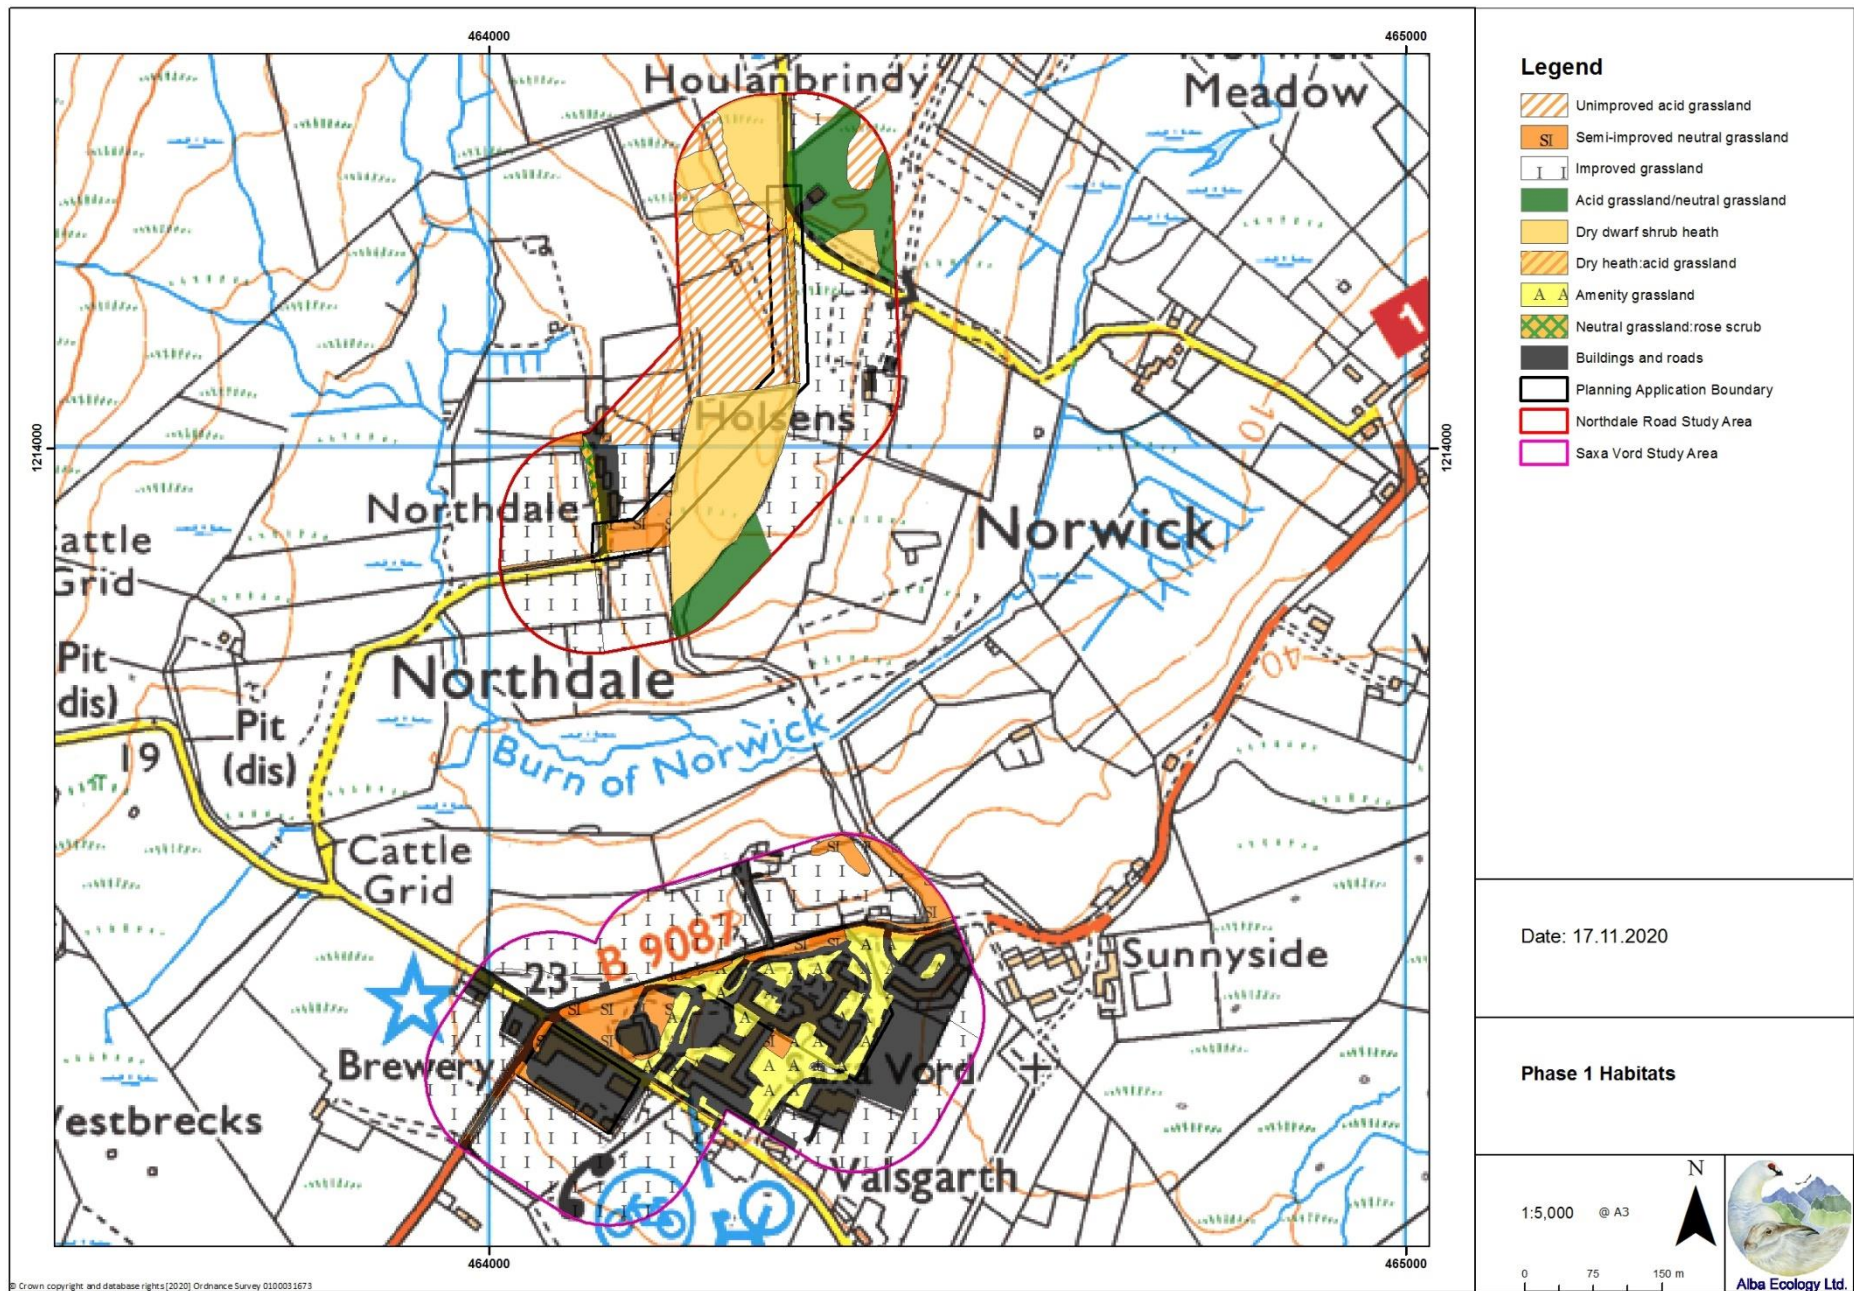 464000
465000
Houlanbrindy
Meadow
1
10
1214000
1214000
Holsens
Northdale
Norwick
attle
Grid
Pit
(dis)
Northdale
40
Pit
(dis)
19
Burn of Norwick
Cattle
Grid
B 9087
23
Sunnyside
Brewery
Vord
estbrecks
Valsgarth
464000
465000
© Crown copyright and database rights [2020] Ordnance Survey 0100031673
Legend
Unimproved acid grassland
SI Semi-improved neutral grassland
I I Improved grassland
Acid grassland/neutral grassland
Dry dwarf shrub heath
Dry heath:acid grassland
A A Amenity grassland
Neutral grassland:rose scrub
Buildings and roads
Planning Application Boundary
Northdale Road Study Area
Saxa Vord Study Area
Date: 17.11.2020
Phase 1 Habitats
1:5,000 @ A3
N
0 75 150 m
Alba Ecology Ltd.